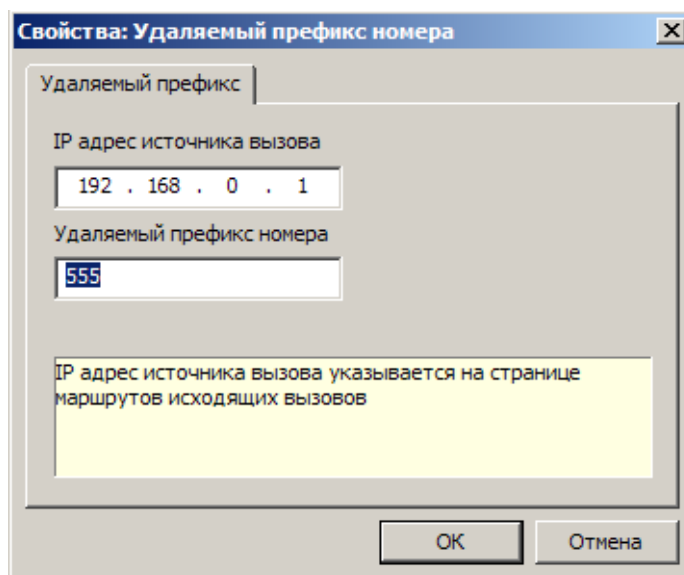 Свойства: Удаляемый префикс номера
Удаляемый префикс
IP адрес источника вызова
192 . 168 . 0 . 1
Удаляемый префикс номера
555
IP адрес источника вызова указывается на странице
маршрутов исходящих вызовов
OK Отмена